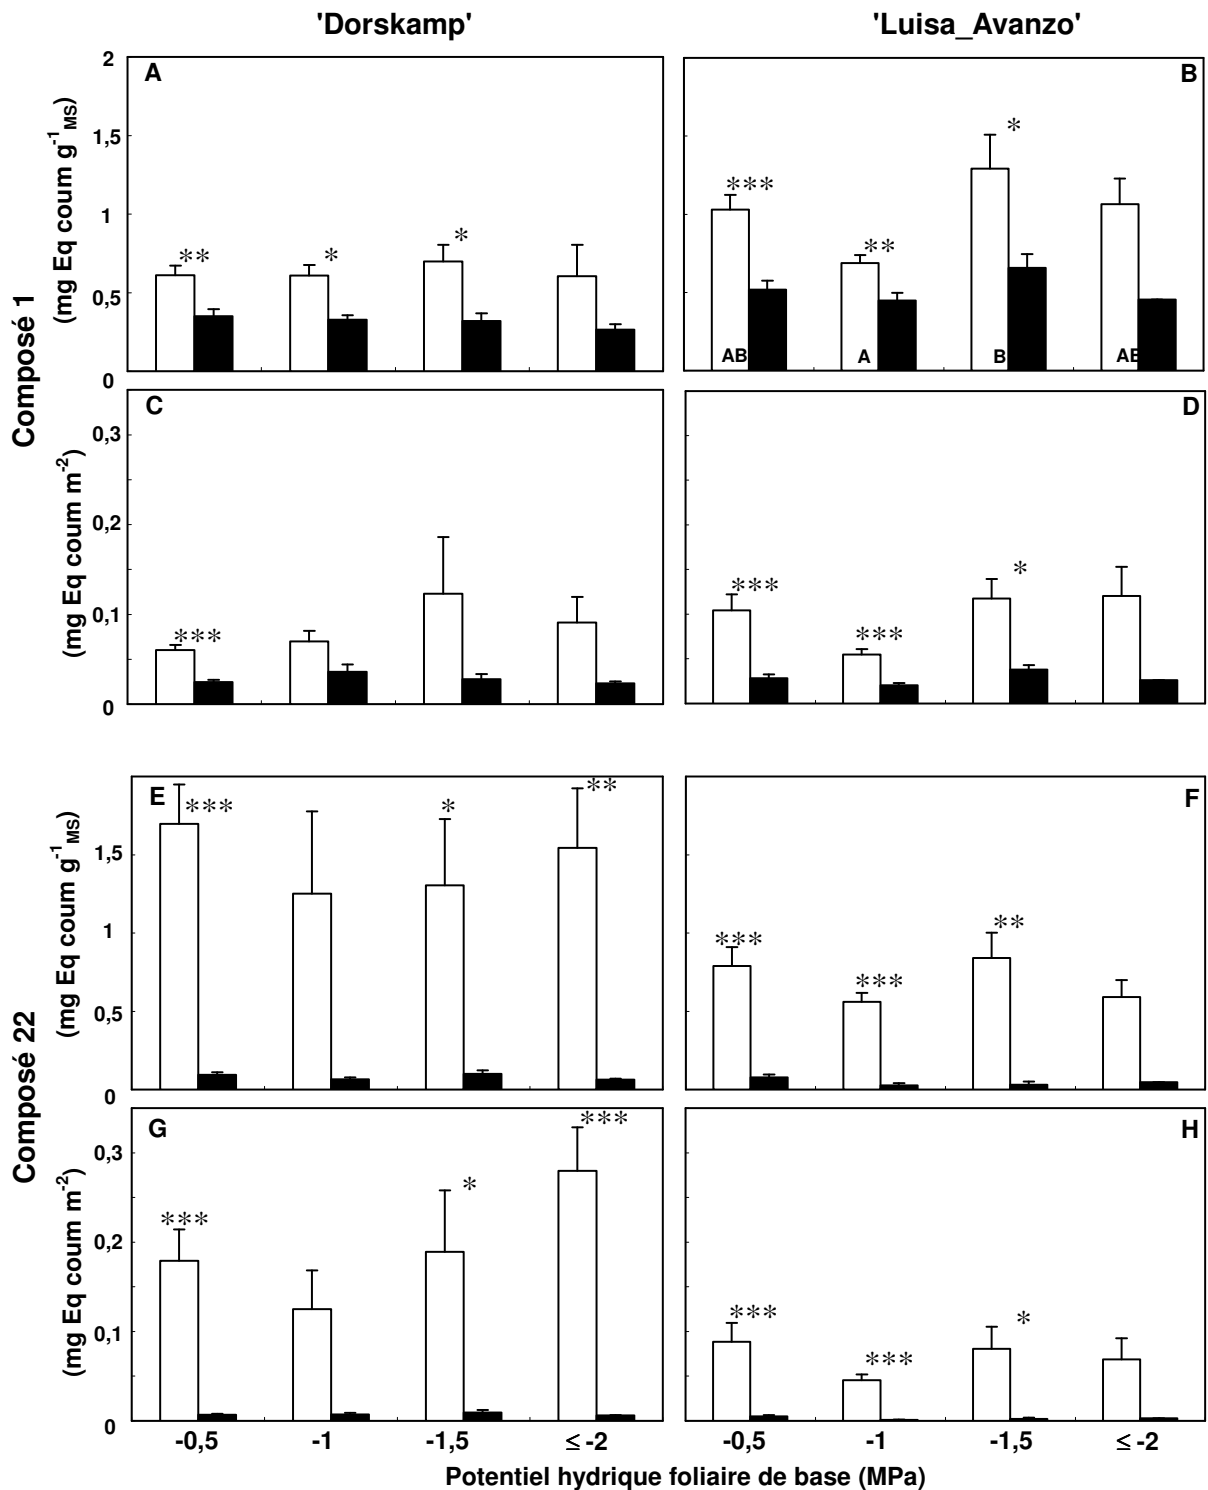 'Dorskamp' 'Luisa_Avanzo'
Composé 1
(mg Eq coum g-1MS)
2
1,5
1
0,5
0
A
** * *
B
*** ** * 
AB A B AB
(mg Eq coum m-2)
0,3
0,2
0,1
0
C
***
D
*** *** *
Composé 22
(mg Eq coum g-1MS)
1,5
1
0,5
0
E
*** * **
F
*** *** **
(mg Eq coum m-2)
0,3
0,2
0,1
0
G
*** * ***
H
*** *** *
-0,5 -1 -1,5 ≤ -2 -0,5 -1 -1,5 ≤ -2
Potentiel hydrique foliaire de base (MPa)